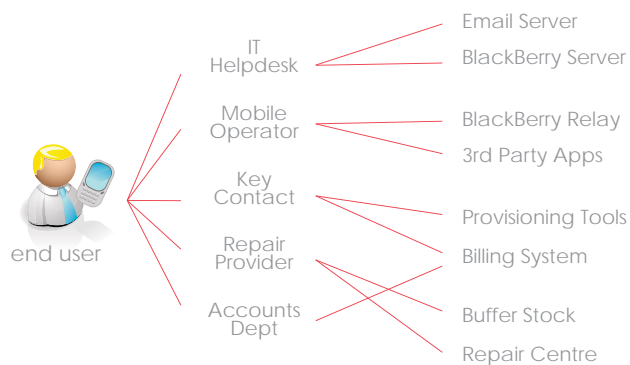 end user
IT
Helpdesk
Mobile
Operator
Key
Contact
Repair
Provider
Accounts
Dept
Email Server
BlackBerry Server
BlackBerry Relay
3rd Party Apps
Provisioning Tools
Billing System
Buffer Stock
Repair Centre